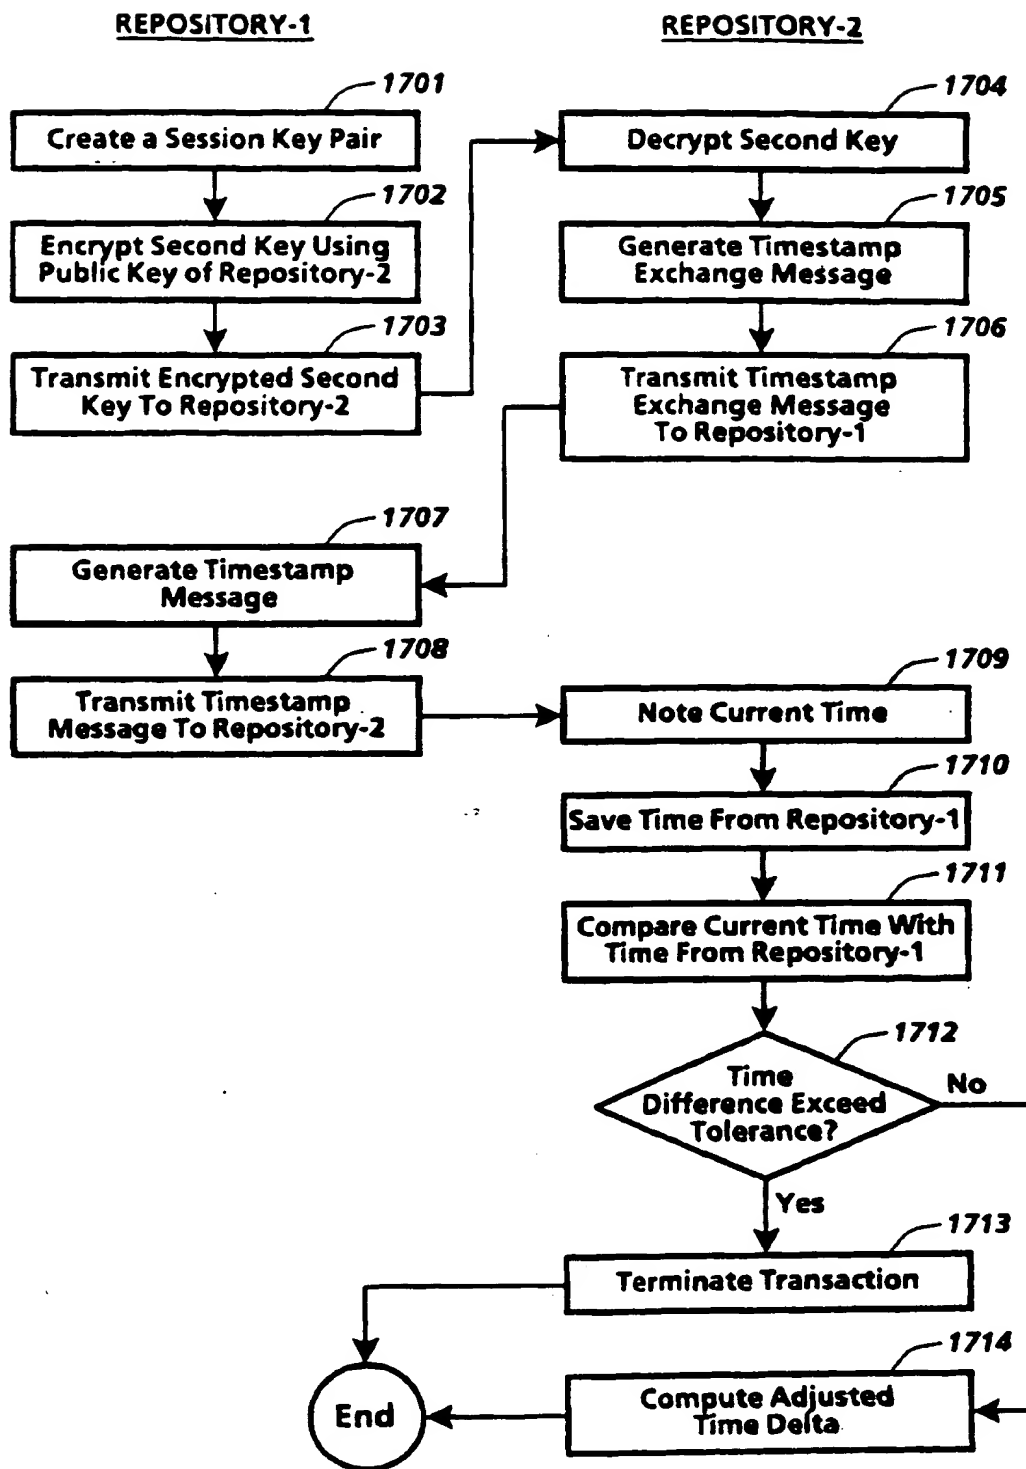 REPOSITORY-1
REPOSITORY-2
1701
Create a Session Key Pair
1702
Encrypt Second Key Using
Public Key of Repository-2
1703
Transmit Encrypted Second
Key To Repository-2
1704
Decrypt Second Key
1705
Generate Timestamp
Exchange Message
1706
Transmit Timestamp
Exchange Message
To Repository-1
1707
Generate Timestamp
Message
1708
Transmit Timestamp
Message To Repository-2
1709
Note Current Time
1710
Save Time From Repository-1
1711
Compare Current Time With
Time From Repository-1
1712
Time
Difference Exceed
Tolerance?
No
Yes
1713
Terminate Transaction
1714
Compute Adjusted
Time Delta
End